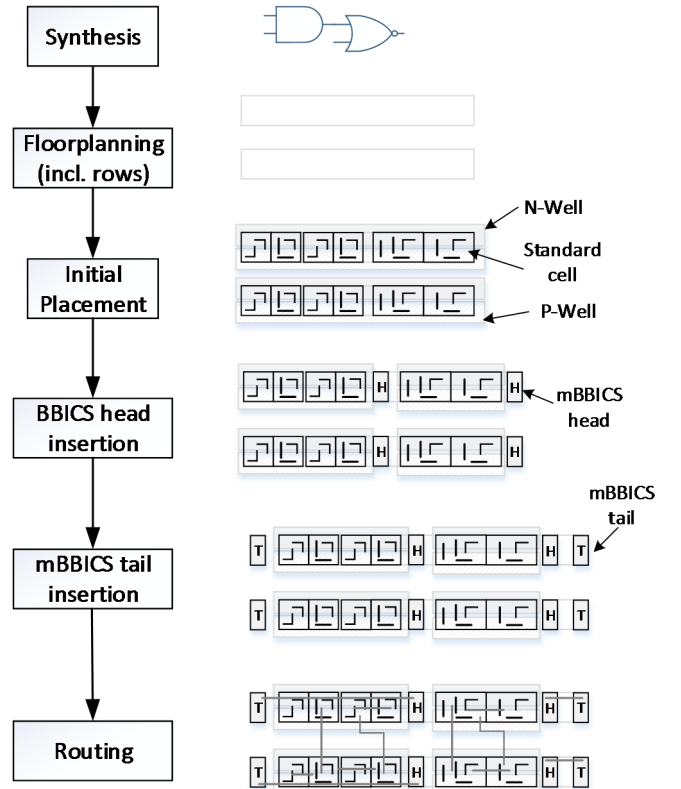 Synthesis
Floorplanning
(incl. rows)
N-Well
Standard
cell
Initial
Placement
P-Well
H
H
mBBICS
head
BBICS head
insertion
H
H
mBBICS
tail
T
H
H
T
mBBICS tail
insertion
T
H
H
T
T
H
H
T
Routing
T
H
H
T